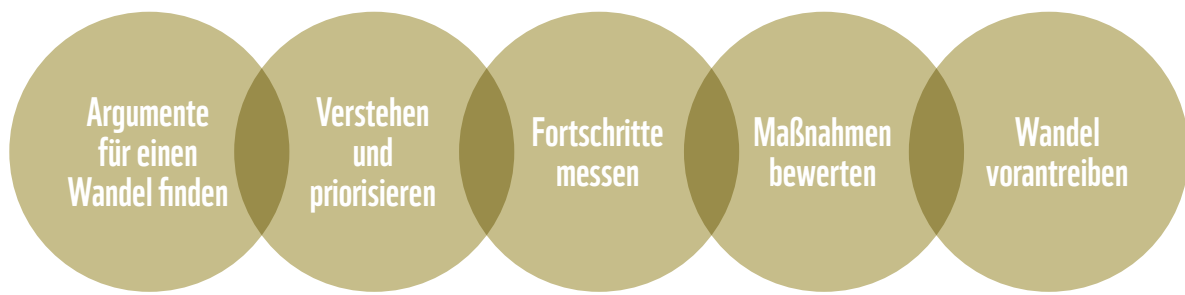 Argumente
für einen
Wandel finden
Verstehen
und
priorisieren
Fortschritte
messen
Maßnahmen
bewerten
Wandel
vorantreiben